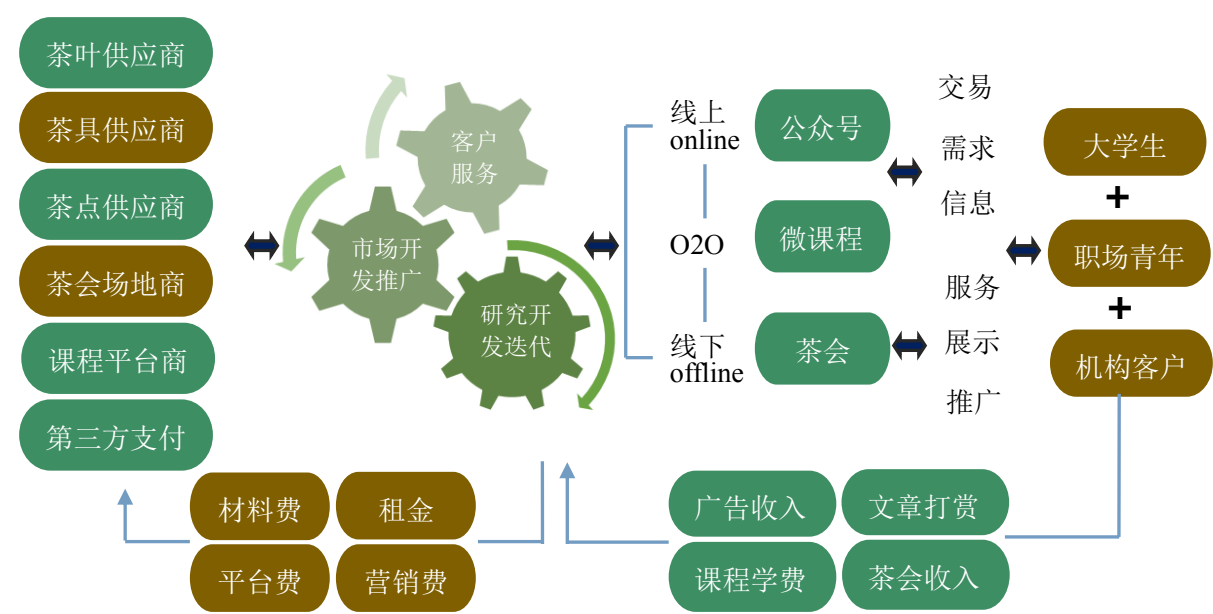 茶叶供应商
茶具供应商
茶点供应商
茶会场地商
课程平台商
第三方支付
客户
服务
市场开
发推广
研究开
发迭代
线上
online
O2O
线下
offline
公众号
微课程
茶会
交易
需求
信息
服务
展示
推广
大学生
+
职场青年
+
机构客户
材料费
租金
平台费
营销费
广告收入
文章打赏
课程学费
茶会收入